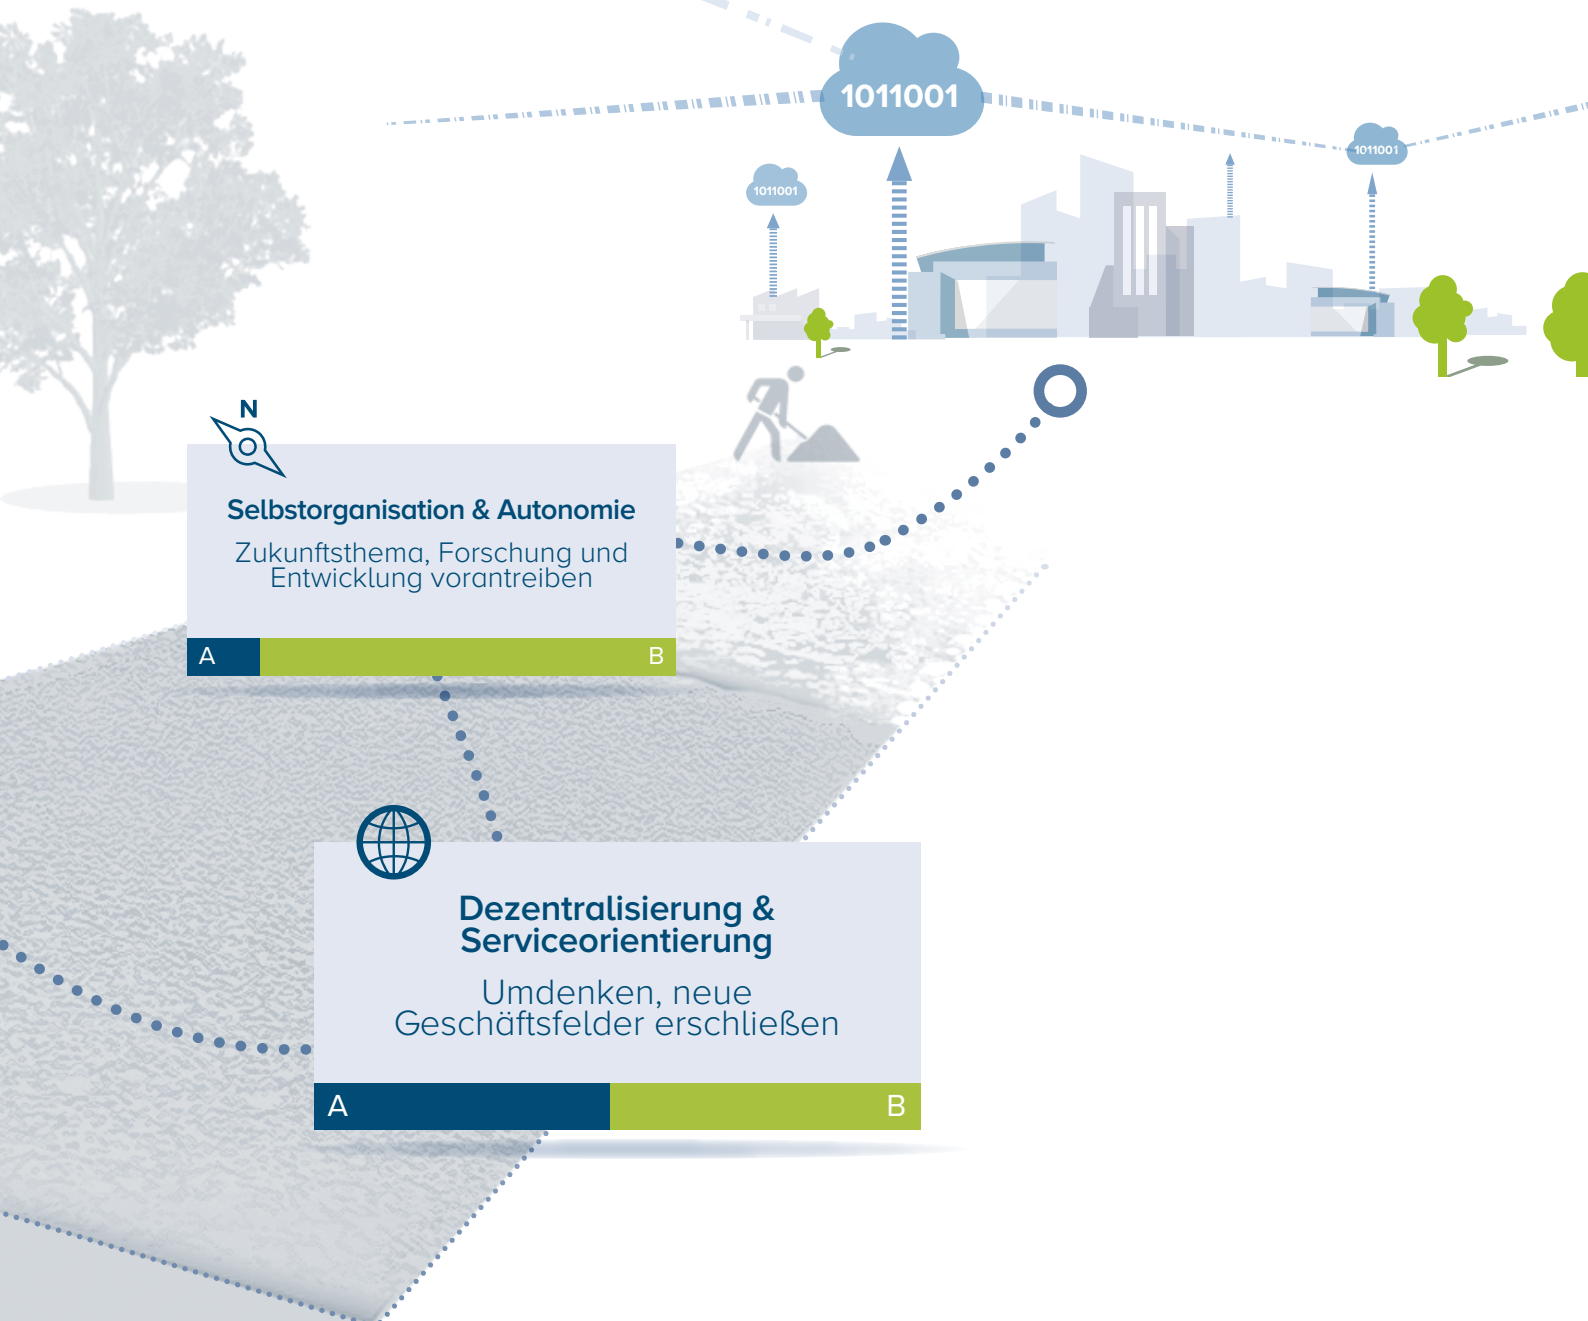 1011001
1011001
1011001
N
Selbstorganisation & Autonomie
Zukunftsthema, Forschung und
Entwicklung vorantreiben
A B
Dezentralisierung &
Serviceorientierung
Umdenken, neue
Geschäftsfelder erschließen
A B